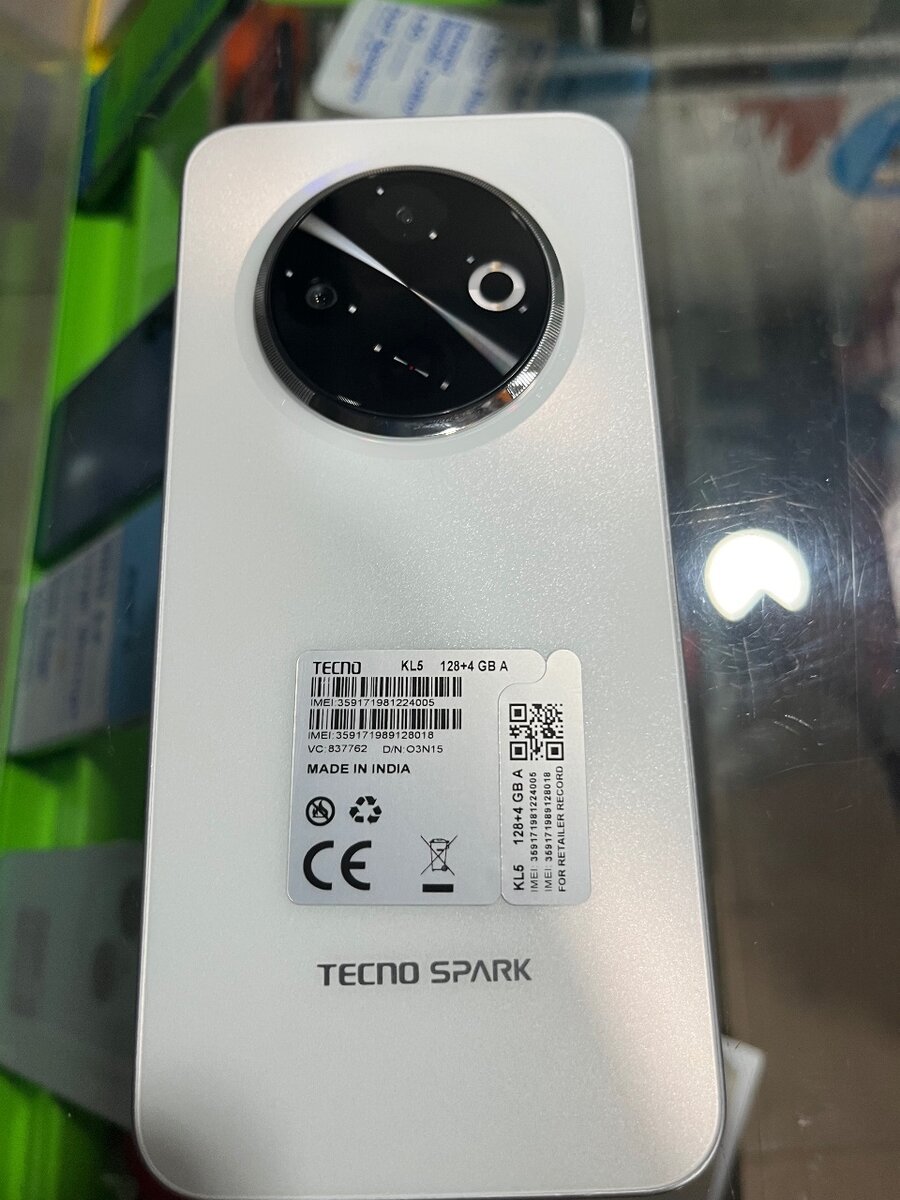 TECNO KL5 128+4 GB A
IMEI:359171981224005
IMEI:359171989128018
VC:837762 D/N:O3N15
MADE IN INDIA
CE
KL5 128+4 GB A
IMEI: 359171981224005
IMEI: 359171989128018
FOR RETAILER RECORD
TECNO SPARK